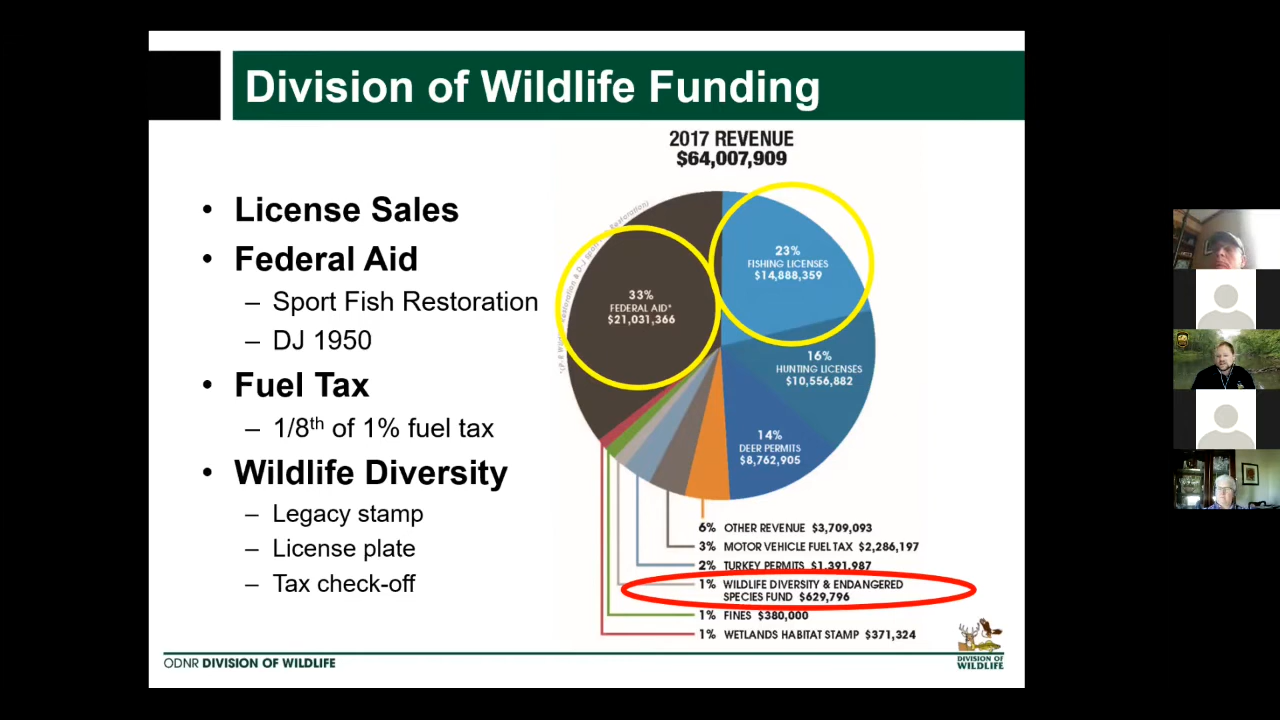 Division of Wildlife Funding
2017 REVENUE
$64,007,909
• License Sales
• Federal Aid
– Sport Fish Restoration
– DJ 1950
• Fuel Tax
– 1/8th of 1% fuel tax
• Wildlife Diversity
– Legacy stamp
– License plate
– Tax check-off
23%
FISHING LICENSES
$14,888,359
33%
FEDERAL AID*
$21,031,366
16%
HUNTING LICENSES
$10,556,882
14%
DEER PERMITS
$8,762,905
6% OTHER REVENUE $3,709,093
3% MOTOR VEHICLE FUEL TAX $2,286,197
2% TURKEY PERMITS $1,391,987
1% WILDLIFE DIVERSITY & ENDANGERED
SPECIES FUND $629,796
1% FINES $380,000
1% WETLANDS HABITAT STAMP $371,324
ODNR DIVISION OF WILDLIFE
DIVISION OF
WILDLIFE